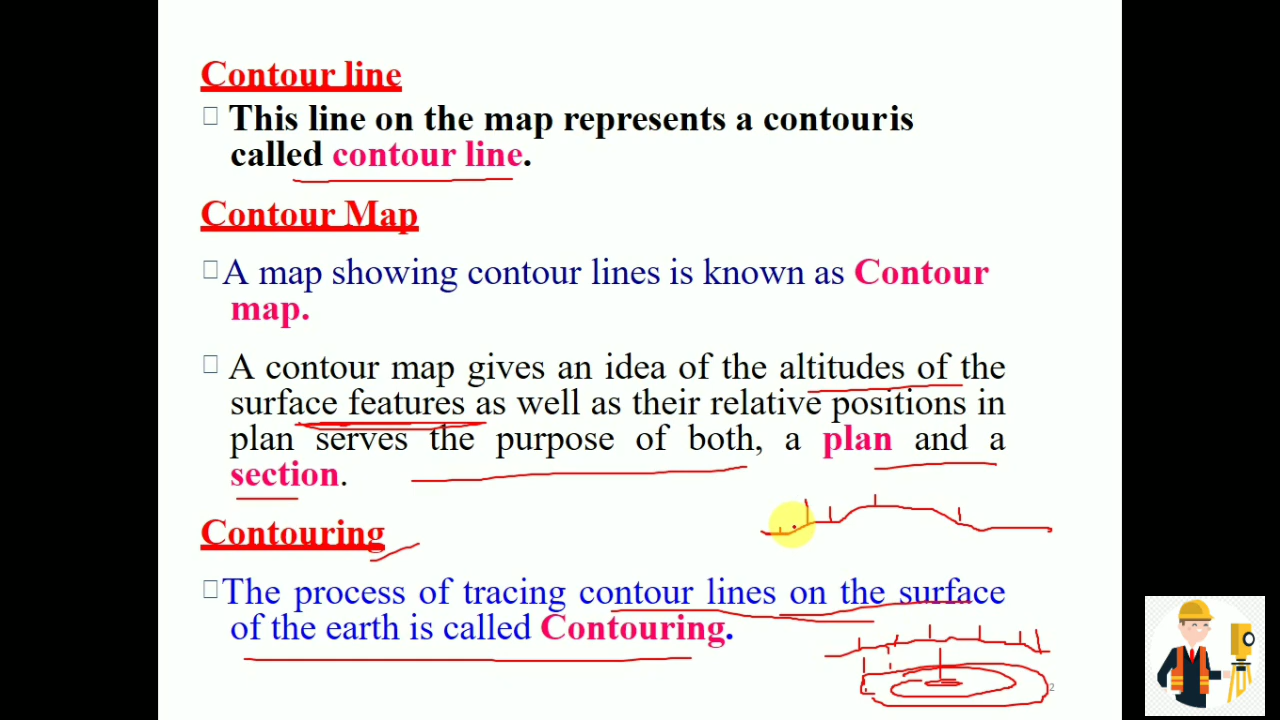 Contour line
This line on the map represents a contouris
called contour line.
Contour Map
A map showing contour lines is known as Contour
map.
A contour map gives an idea of the altitudes of the
surface features as well as their relative positions in
plan serves the purpose of both, a plan and a
section.
Contouring
The process of tracing contour lines on the surface
of the earth is called Contouring.
2